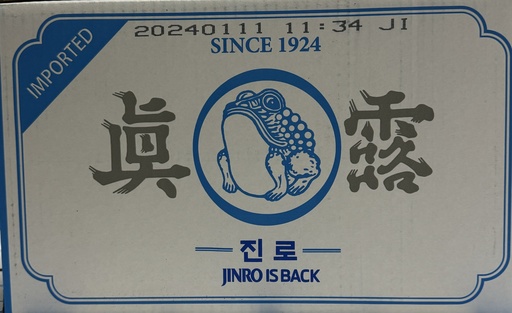 20240111 11:34 JI
IMPORTED
SINCE 1924
眞露
진로
JINRO IS BACK